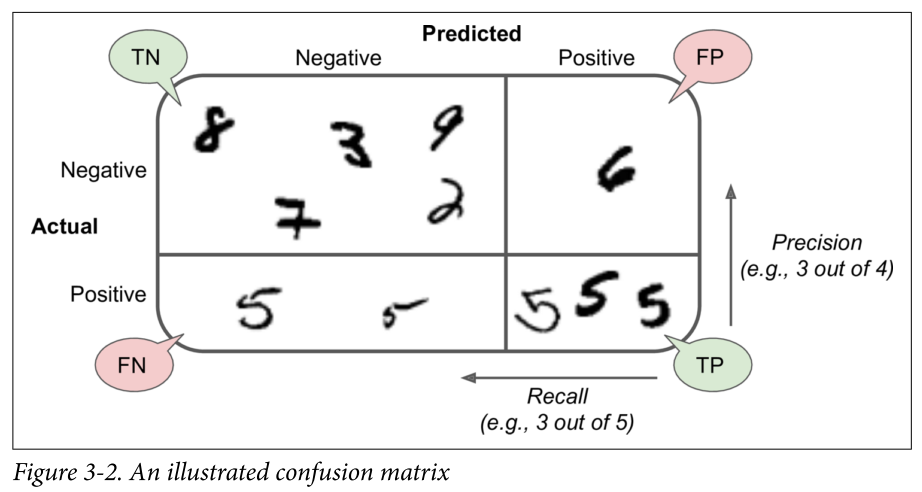 Predicted
TN
Negative
Positive
FP
8
3
9
6
Negative
7
2
Actual
Precision
(e.g., 3 out of 4)
Positive
5
5
5
5
5
FN
TP
Recall
(e.g., 3 out of 5)
Figure 3-2. An illustrated confusion matrix